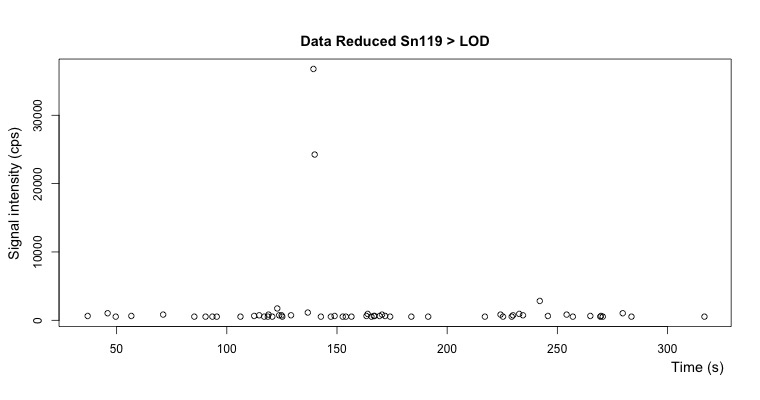 Data Reduced Sn119 > LOD
Signal intensity (cps)
30000
20000
10000
0
50 100 150 200 250 300
Time (s)